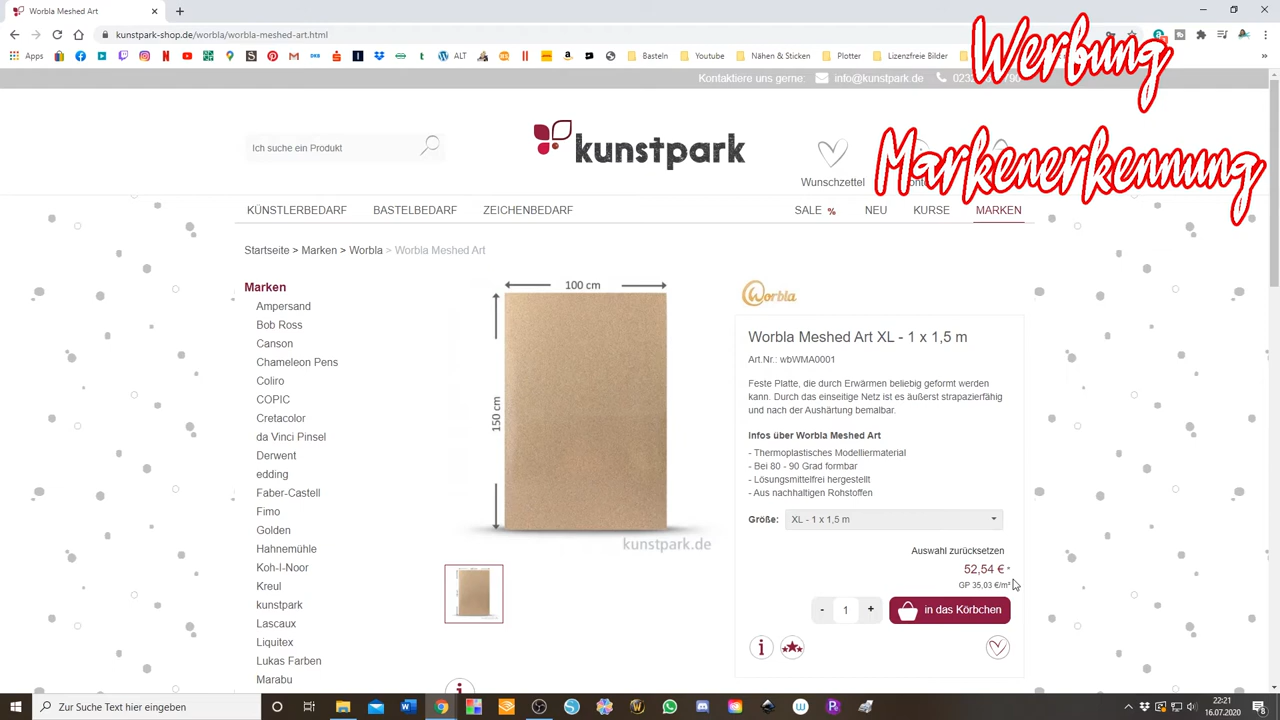 Worbla Meshed Art
kunstpark-shop.de/worbla/worbla-meshed-art.html
Apps
ALT
Basteln
Youtube
Nähen & Sticken
Plotter
Lizenzfreie Bilder
Werbung
Markenerkennung
Kontaktiere uns gerne: info@kunstpark.de
Ich suche ein Produkt
kunstpark
Wunschzettel
KÜNSTLERBEDARF BASTELBEDARF ZEICHENBEDARF
SALE % NEU KURSE MARKEN
Startseite > Marken > Worbla > Worbla Meshed Art
Marken
Ampersand
Bob Ross
Canson
Chameleon Pens
Coliro
COPIC
Cretacolor
da Vinci Pinsel
Derwent
edding
Faber-Castell
Fimo
Golden
Hahnemühle
Koh-I-Noor
Kreul
kunstpark
Lascaux
Liquitex
Lukas Farben
Marabu
100 cm
150 cm
kunstpark.de
Worbla
Worbla Meshed Art XL - 1 x 1,5 m
Art.Nr.: wbWMA0001
Feste Platte, die durch Erwärmen beliebig geformt werden
kann. Durch das einseitige Netz ist es äußerst strapazierfähig
und nach der Aushärtung bemalbar.
Infos über Worbla Meshed Art
- Thermoplastisches Modelliermaterial
- Bei 80 - 90 Grad formbar
- Lösungsmittelfrei hergestellt
- Aus nachhaltigen Rohstoffen
Größe: XL - 1 x 1,5 m
Auswahl zurücksetzen
52,54 € *
GP 35,03 €/m²
- 1 + in das Körbchen
Zur Suche Text hier eingeben
22:21
16.07.2020